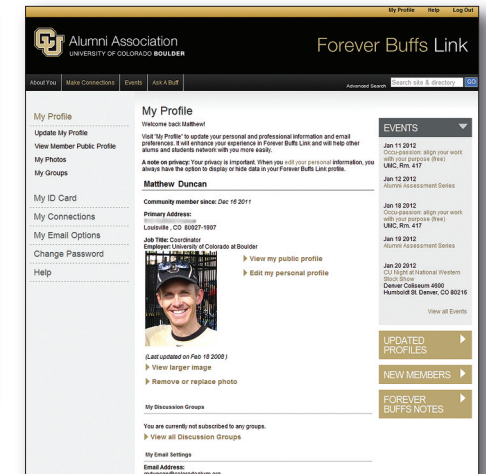 My Profile Help Log Out
CU
Alumni Association
UNIVERSITY OF COLORADO BOULDER
Forever Buffs Link
About You
Make Connections
Events
Ask A Buff
Advanced Search
Search site & directory
GO
My Profile
Update My Profile
View Member Public Profile
My Photos
My Groups
My ID Card
My Connections
My Email Options
Change Password
Help
My Profile
Welcome back Matthew!
Visit "My Profile" to update your personal and professional information and email
preferences. It will enhance your experience in Forever Buffs Link and will help other
alums and students network with you more easily.
A note on privacy: Your privacy is important. When you edit your personal information, you
always have the option to display or hide data in your Forever Buffs Link profile.
Matthew Duncan
Community member since: Dec 16 2011
Primary Address:
Louisville , CO 80027-1907
Job Title: Coordinator
Employer: University of Colorado at Boulder
View my public profile
Edit my personal profile
(Last updated on Feb 18 2008 )
View larger image
Remove or replace photo
My Discussion Groups
You are currently not subscribed to any groups.
View all Discussion Groups
My Email Settings
Email Address:
EVENTS
Jan 11 2012
Occu-passion: align your work
with your purpose (free)
UMC, Rm. 417
Jan 12 2012
Alumni Assessment Series
Jan 18 2012
Occu-passion: align your work
with your purpose (free)
UMC, Rm. 417
Jan 19 2012
Alumni Assessment Series
Jan 20 2012
CU Night at National Western
Stock Show
Denver Coliseum 4600
Humboldt St. Denver, CO 80216
View all Events
UPDATED
PROFILES
NEW MEMBERS
FOREVER
BUFFS NOTES